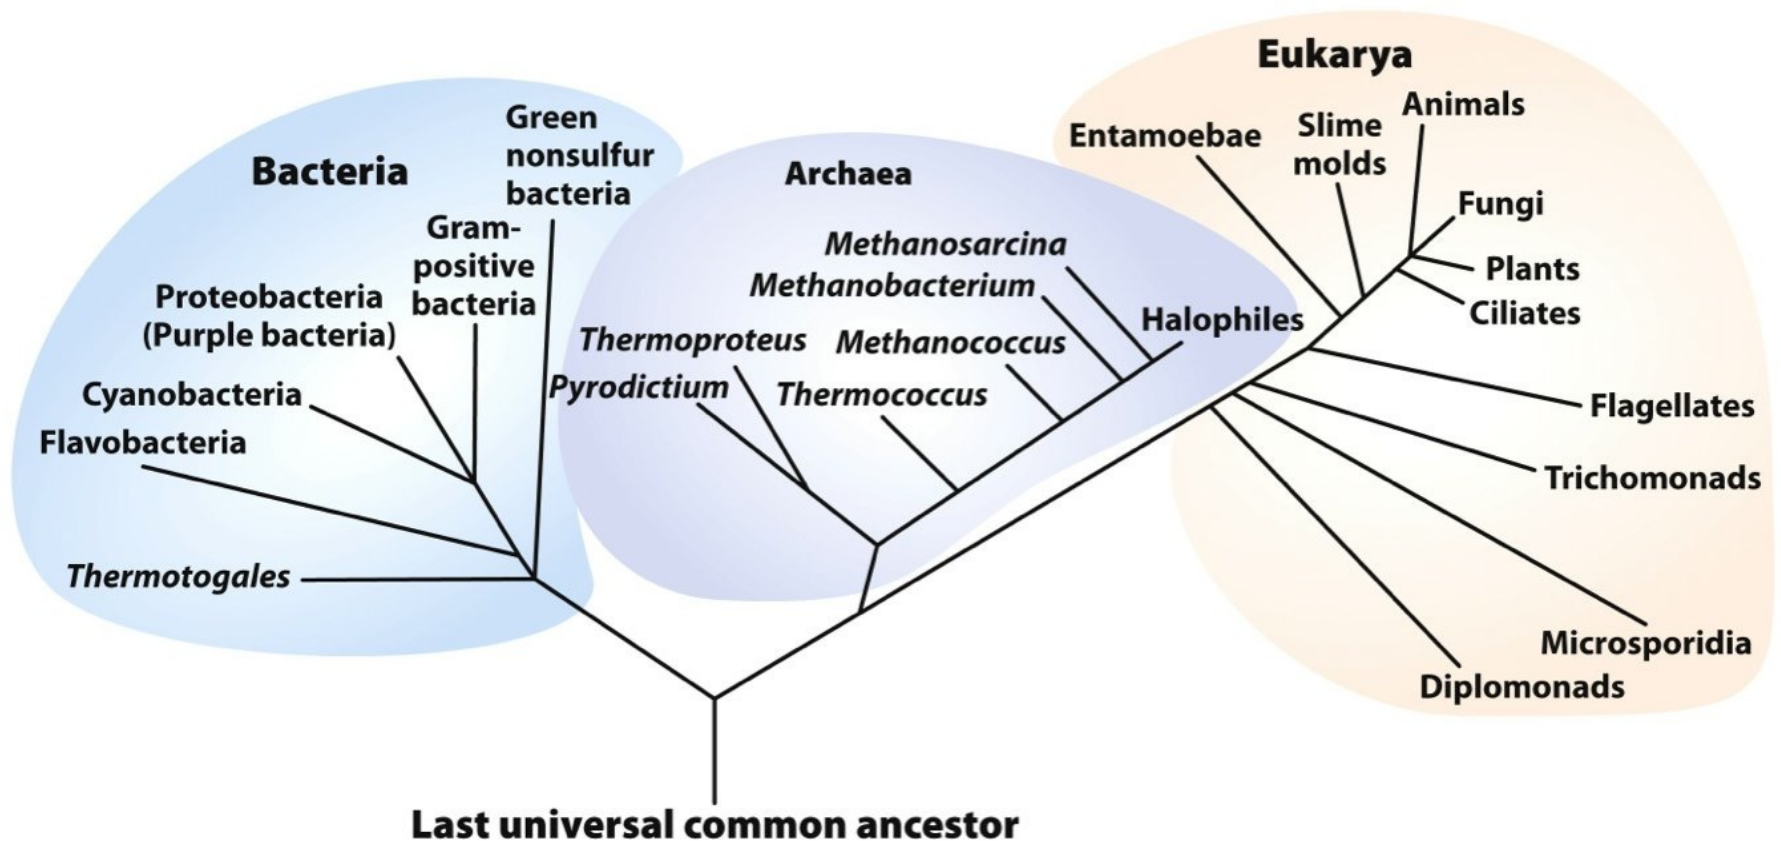 Eukarya
Bacteria
Green
nonsulfur
bacteria
Gram-
positive
bacteria
Proteobacteria
(Purple bacteria)
Cyanobacteria
Flavobacteria
Thermotogales
Archaea
Methanosarcina
Methanobacterium
Halophiles
Thermoproteus
Methanococcus
Pyrodictium
Thermococcus
Entamoebae
Slime
molds
Animals
Fungi
Plants
Ciliates
Flagellates
Trichomonads
Microsporidia
Diplomonads
Last universal common ancestor